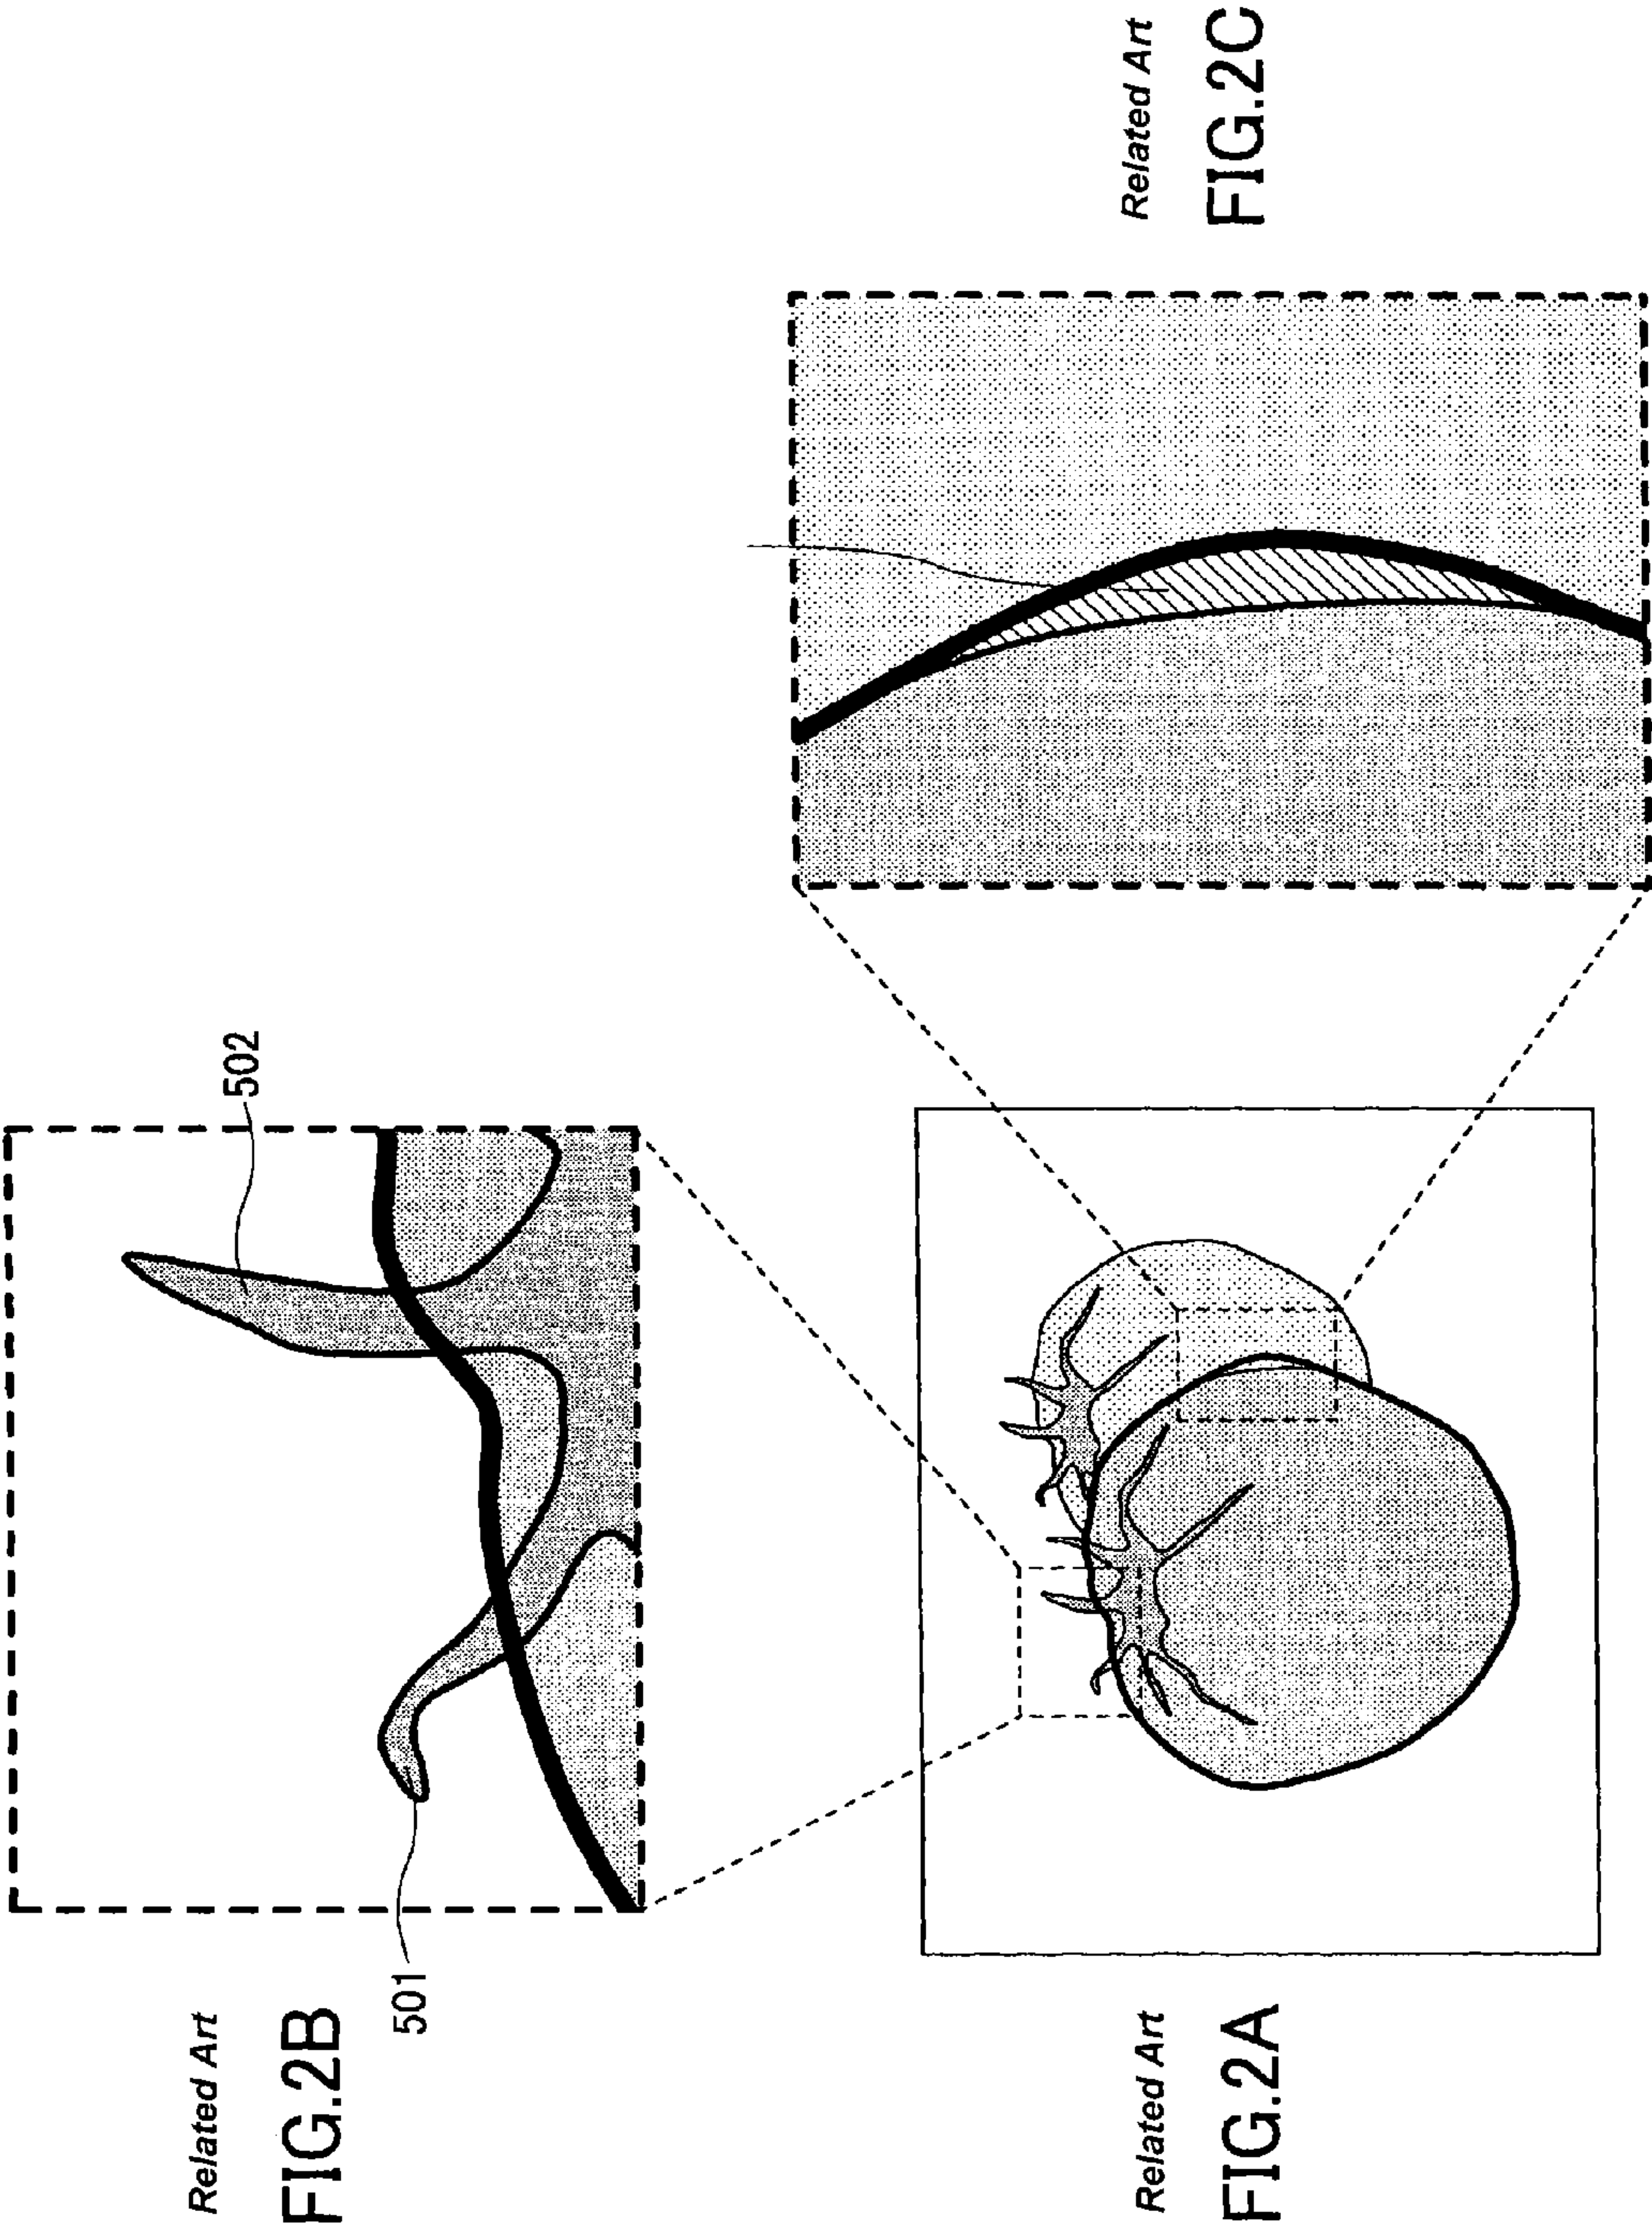 Related Art
FIG.2B
501
502
Related Art
FIG.2A
Related Art
FIG.2C